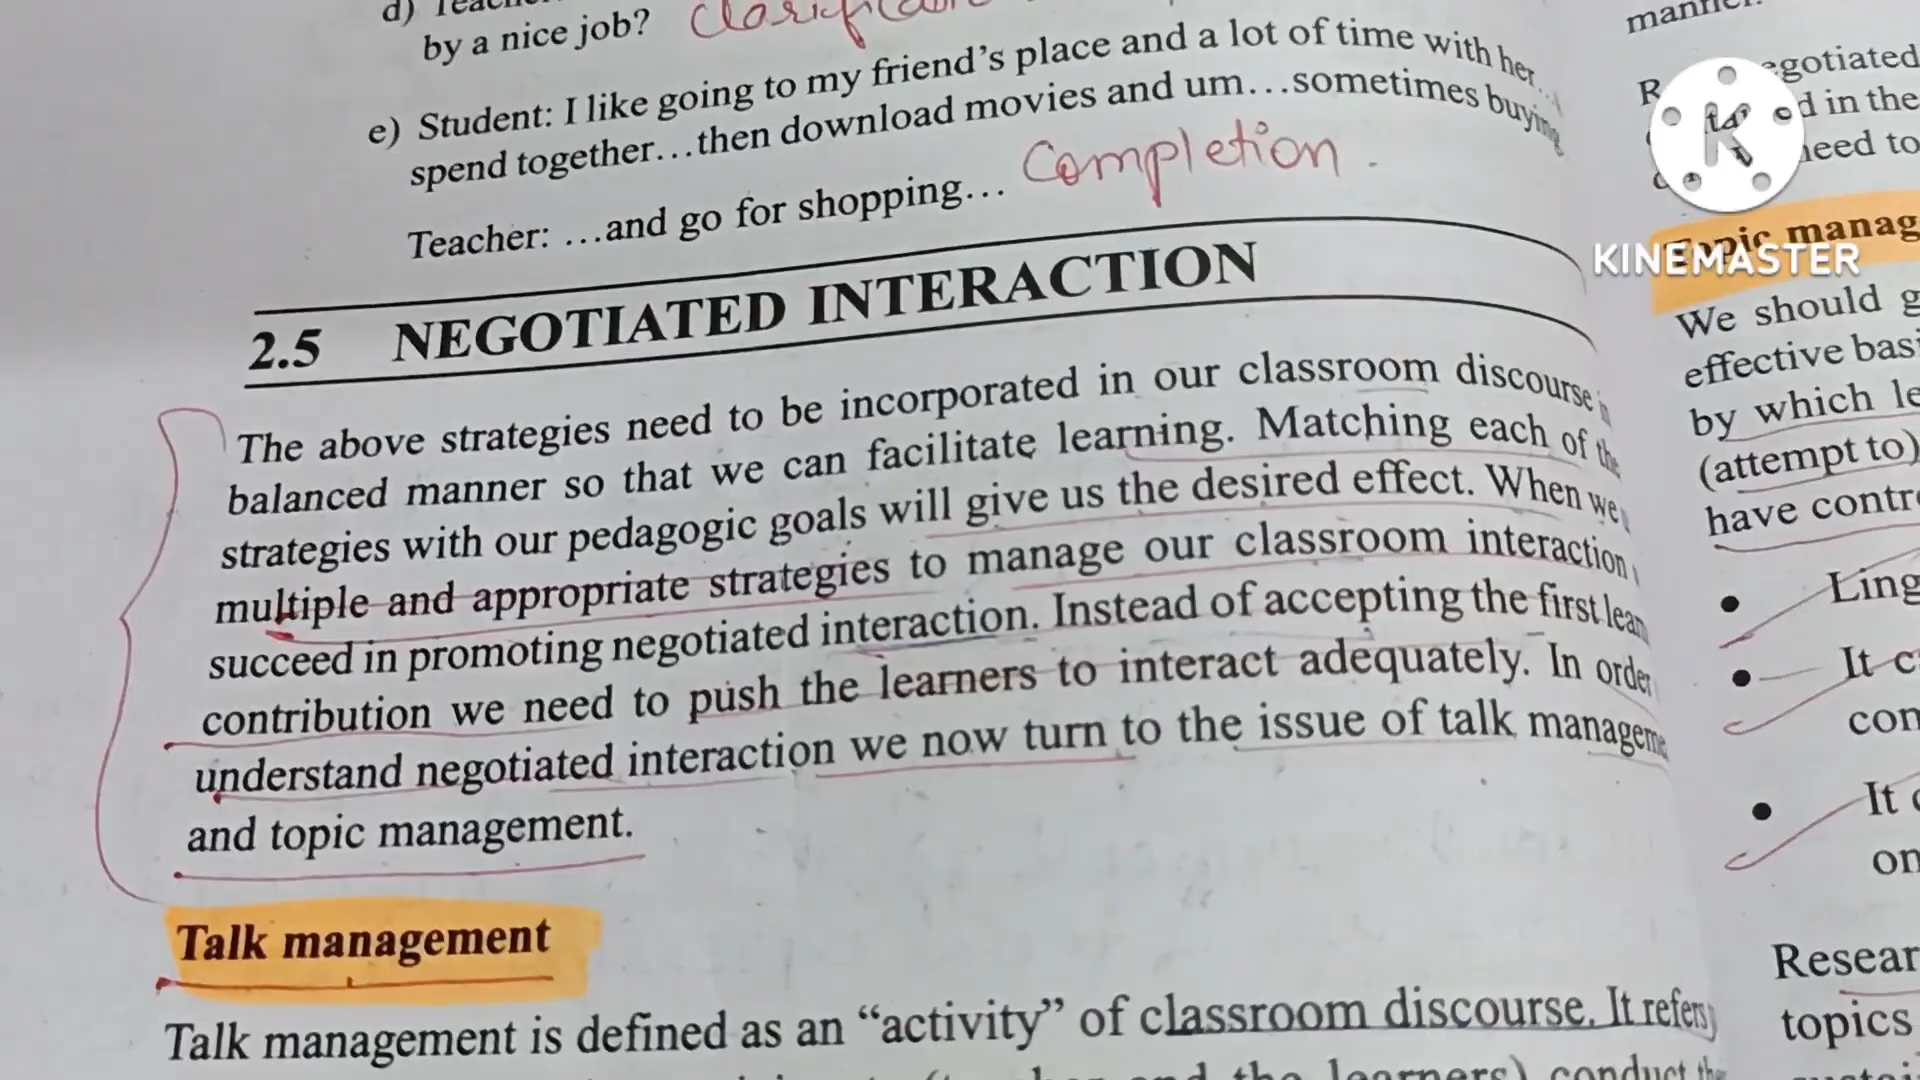 d)
by a nice job?
e) Student: I like going to my friend's place and a lot of time with her...
spend together...then download movies and um...sometimes buying
Teacher: ...and go for shopping... Completion.
2.5 NEGOTIATED INTERACTION
The above strategies need to be incorporated in our classroom discourse in
balanced manner so that we can facilitate learning. Matching each of the
strategies with our pedagogic goals will give us the desired effect. When we
multiple and appropriate strategies to manage our classroom interaction
succeed in promoting negotiated interaction. Instead of accepting the first
contribution we need to push the learners to interact adequately. In order
understand negotiated interaction we now turn to the issue of talk
and topic management.
Talk management
Talk management is defined as an “activity” of classroom discourse. It refers
and the learners) conduct the
egotiated
d in the
need to
Topic manag
KINEMASTER
We should g
effective basi
by which le
(attempt to)
have contr
• Ling
• It c
con
• It
on
Resear
topics